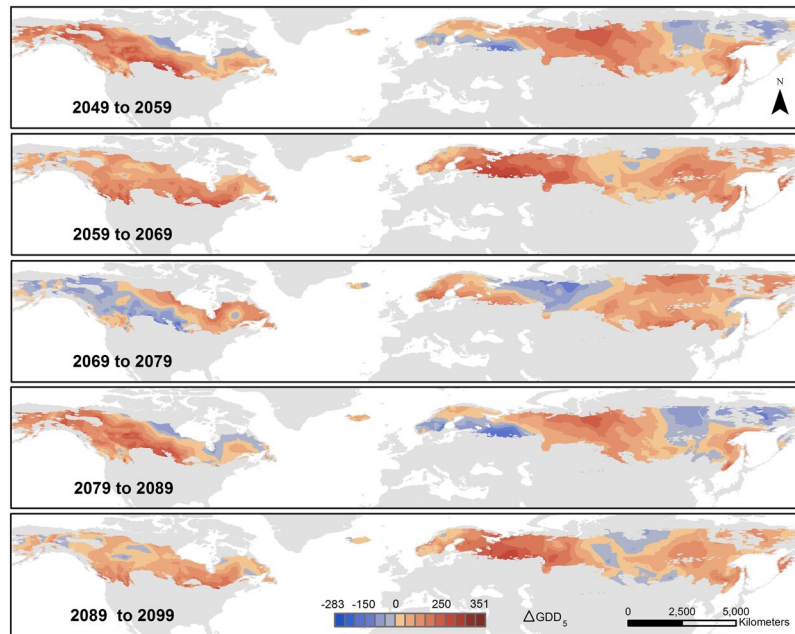 2049 to 2059
N
2059 to 2069
2069 to 2079
2079 to 2089
2089 to 2099
-283 -150 0 250 351
△GDD₅
0 2,500 5,000
Kilometers